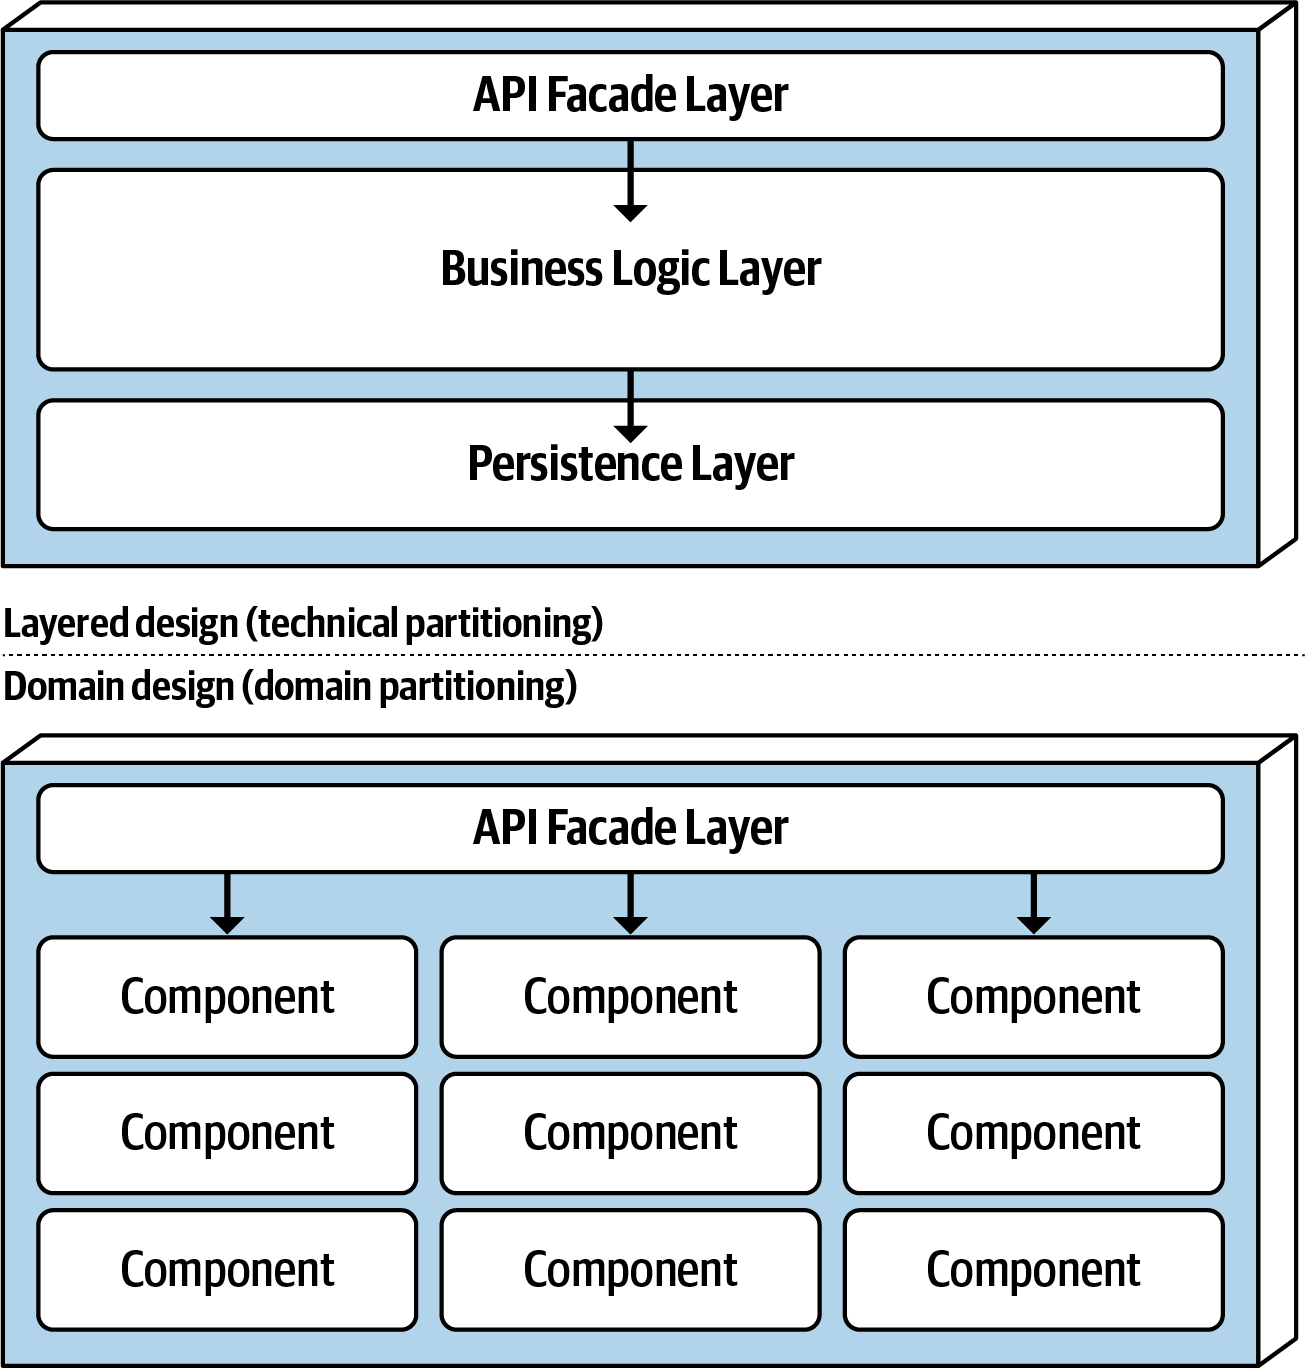 API Facade Layer
Business Logic Layer
Persistence Layer
Layered design (technical partitioning)
Domain design (domain partitioning)
API Facade Layer
Component Component Component
Component Component Component
Component Component Component